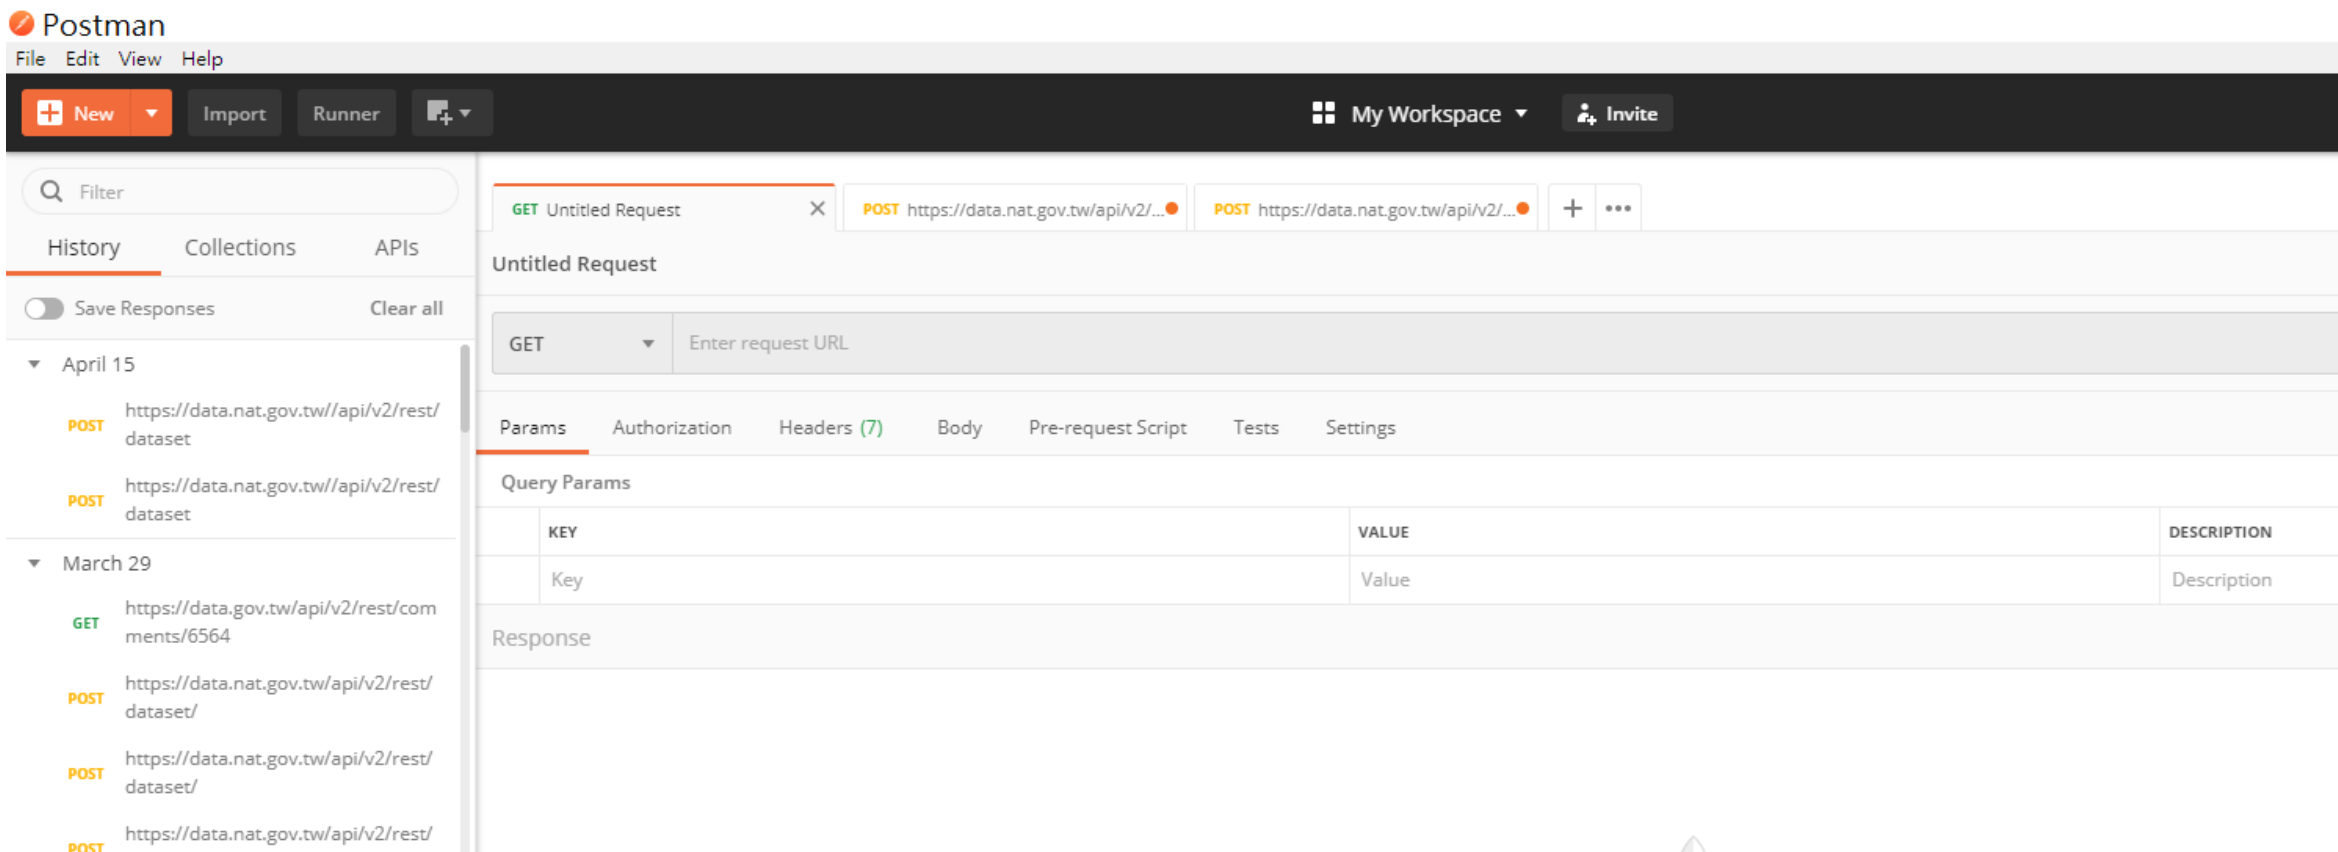 Postman
File Edit View Help
New Import Runner My Workspace Invite
Filter
History Collections APIs
Save Responses Clear all
April 15
POST https://data.nat.gov.tw//api/v2/rest/
dataset
POST https://data.nat.gov.tw//api/v2/rest/
dataset
March 29
GET https://data.gov.tw/api/v2/rest/com
ments/6564
POST https://data.nat.gov.tw/api/v2/rest/
dataset/
POST https://data.nat.gov.tw/api/v2/rest/
dataset/
POST https://data.nat.gov.tw/api/v2/rest/
GET Untitled Request POST https://data.nat.gov.tw/api/v2/... POST https://data.nat.gov.tw/api/v2/...
Untitled Request
GET Enter request URL
Params Authorization Headers (7) Body Pre-request Script Tests Settings
Query Params
KEY VALUE DESCRIPTION
Key Value Description
Response